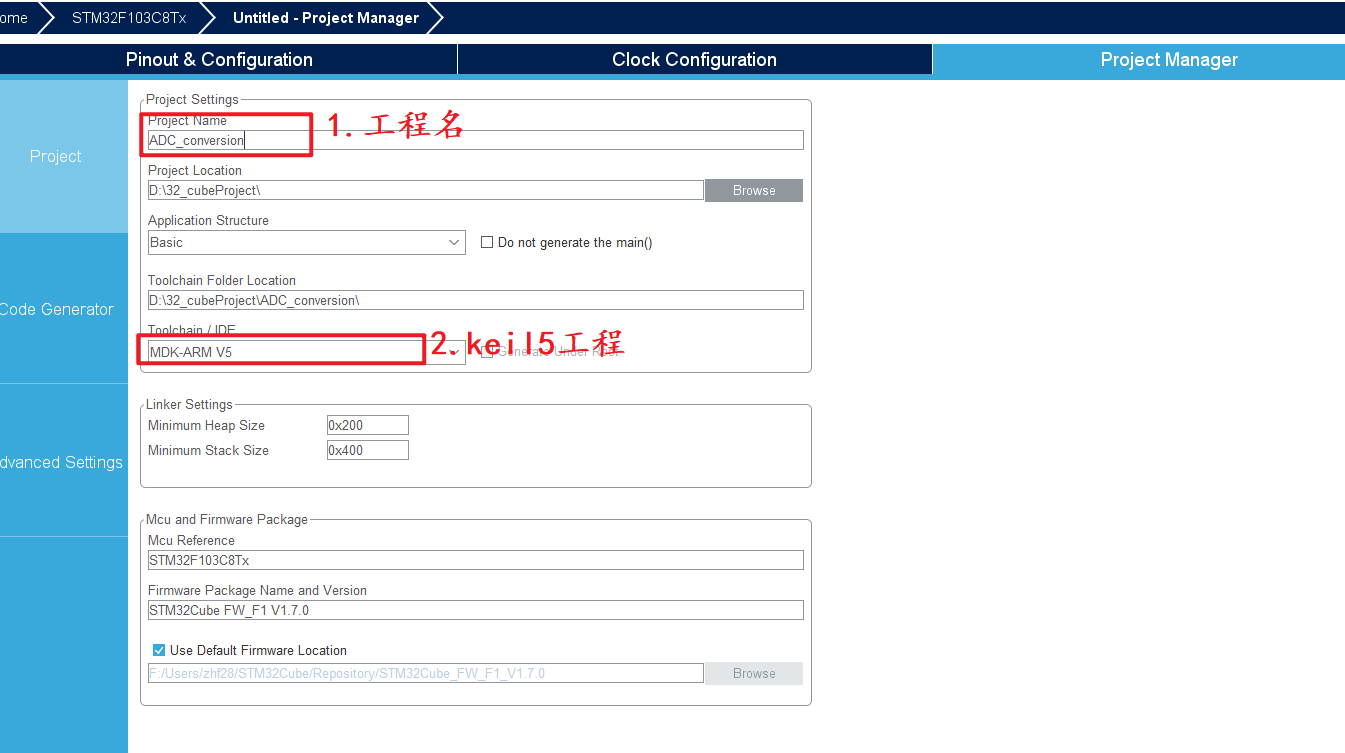 ome STM32F103C8Tx Untitled - Project Manager
Pinout & Configuration Clock Configuration Project Manager
Project Settings
Project Name
1.工程名
ADC_conversion
Project
Project Location
D:\32_cubeProject\ Browse
Application Structure
Basic Do not generate the main()
Toolchain Folder Location
D:\32_cubeProject\ADC_conversion\
Code Generator
Toolchain / IDE
2.keil5工程
MDK-ARM V5 Generate Under Root
Linker Settings
Minimum Heap Size 0x200
Minimum Stack Size 0x400
dvanced Settings
Mcu and Firmware Package
Mcu Reference
STM32F103C8Tx
Firmware Package Name and Version
STM32Cube FW_F1 V1.7.0
Use Default Firmware Location
F:/Users/zhf28/STM32Cube/Repository/STM32Cube_FW_F1_V1.7.0 Browse